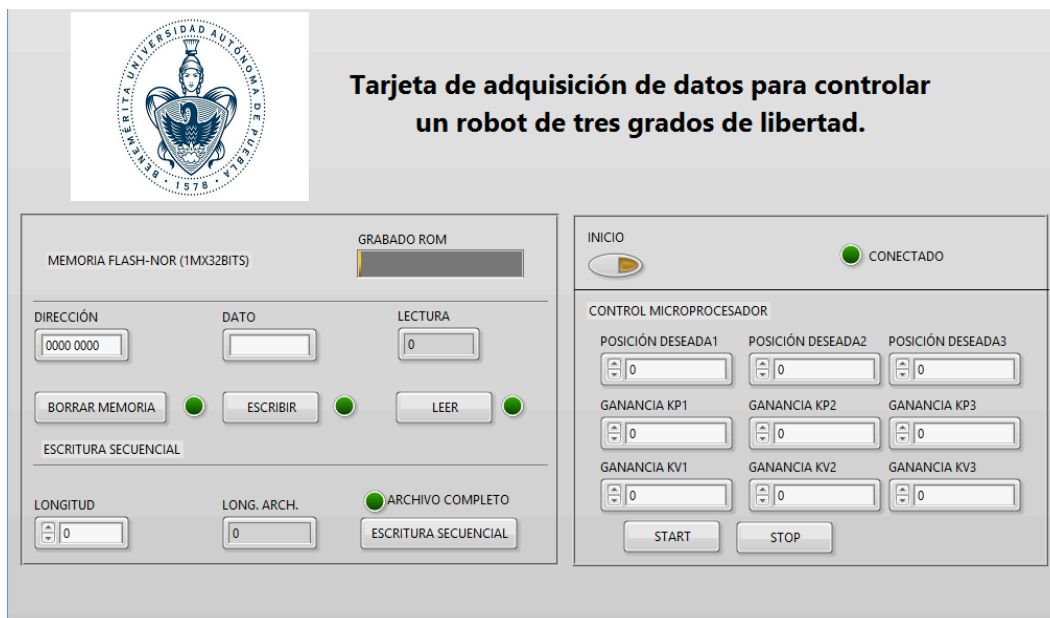 BENEMÉRITA UNIVERSIDAD AUTÓNOMA DE PUEBLA
1578
Tarjeta de adquisición de datos para controlar
un robot de tres grados de libertad.
MEMORIA FLASH-NOR (1MX32BITS)
GRABADO ROM
DIRECCIÓN
DATO
LECTURA
0000 0000
0
BORRAR MEMORIA
ESCRIBIR
LEER
ESCRITURA SECUENCIAL
LONGITUD
LONG. ARCH.
ARCHIVO COMPLETO
0
0
ESCRITURA SECUENCIAL
INICIO
CONECTADO
CONTROL MICROPROCESADOR
POSICIÓN DESEADA1
POSICIÓN DESEADA2
POSICIÓN DESEADA3
0
0
0
GANANCIA KP1
GANANCIA KP2
GANANCIA KP3
0
0
0
GANANCIA KV1
GANANCIA KV2
GANANCIA KV3
0
0
0
START
STOP